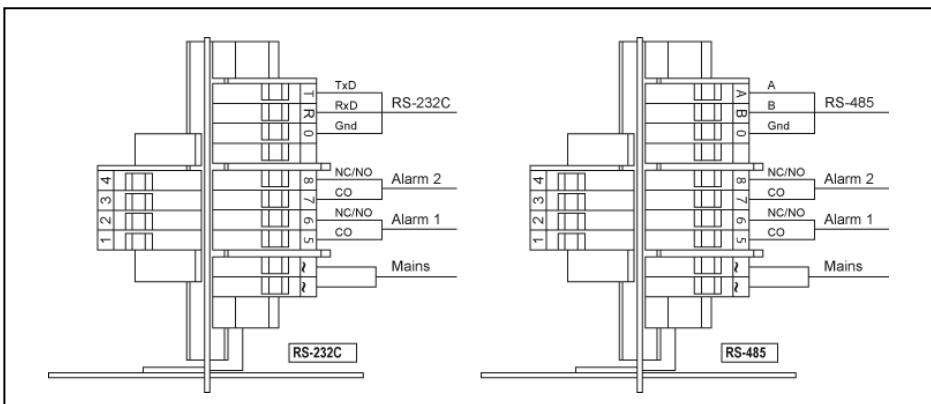 T TxD
R RxD RS-232C
0 Gnd
4 8 NC/NO Alarm 2
3 7 CO
2 6 NC/NO Alarm 1
1 5 CO
~ Mains
~
RS-232C
A A
B B RS-485
0 Gnd
4 8 NC/NO Alarm 2
3 7 CO
2 6 NC/NO Alarm 1
1 5 CO
~ Mains
~
RS-485